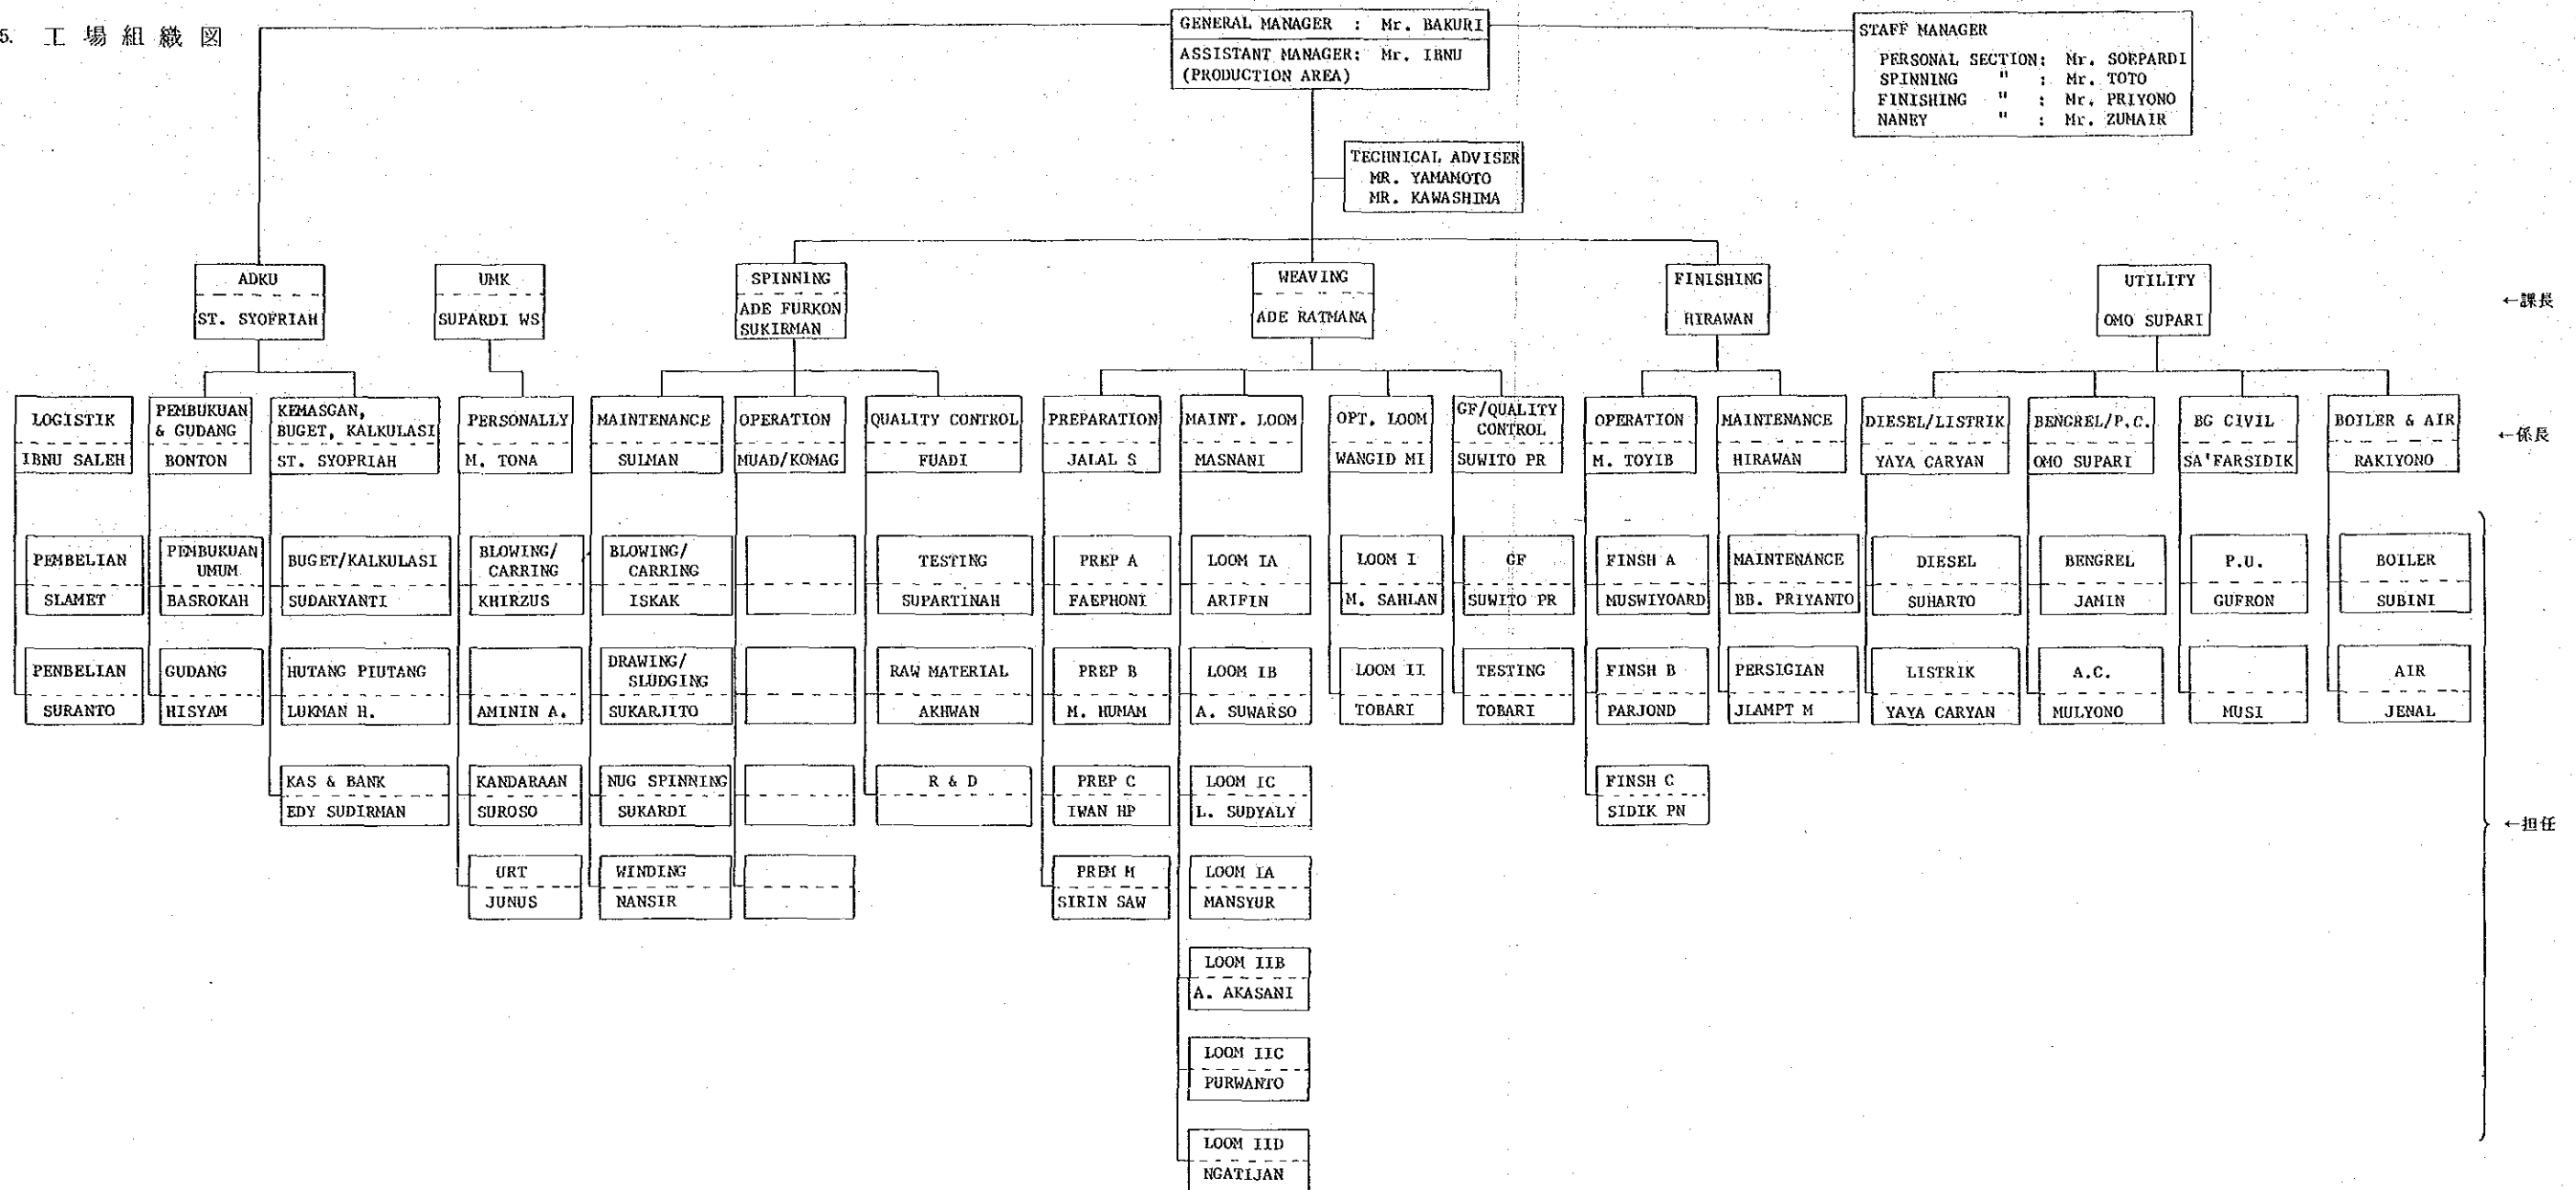 5. 工場組織図
GENERAL MANAGER : Mr. BAKURI
ASSISTANT MANAGER: Mr. IBNU
(PRODUCTION AREA)
STAFF MANAGER
PERSONAL SECTION: Mr. SOEPARDI
SPINNING " : Mr. TOTO
FINISHING " : Mr. PRIYONO
NANBY " : Mr. ZUMAIR
TECHNICAL ADVISER
MR. YAMAMOTO
MR. KAWASHIMA
ADKU
ST. SYOPRIAH
UMK
SUPARDI WS
SPINNING
ADE FURKON
SUKIRMAN
WEAVING
ADE RATMANA
FINISHING
HIRAWAN
UTILITY
OMO SUPARI
←課長
LOGISTIK
IBNU SALEH
PEMBUKUAN
& GUDANG
BONTON
KEMASGAN,
BUGET, KALKULASI
ST. SYOPRIAH
PERSONALLY
M. TONA
MAINTENANCE
SULMAN
OPERATION
MUAD/KOMAG
QUALITY CONTROL
FUADI
PREPARATION
JALAL S
MAINT. LOOM
MASNANI
OPT. LOOM
WANGID MI
GF/QUALITY
CONTROL
SUWITO PR
OPERATION
M. TOYIB
MAINTENANCE
HIRAWAN
DIESEL/LISTRIK
YAYA CARYAN
BENGREL/P.C.
OMO SUPARI
BG CIVIL
SA'FARSIDIK
BOILER & AIR
RAKIYONO
←係長
PEMBELIAN
SLAMET
PEMBUKUAN
UMUM
BASROKAH
BUGET/KALKULASI
SUDARYANTI
BLOWING/
CARRING
KHIRZUS
BLOWING/
CARRING
ISKAK
TESTING
SUPARTINAH
PREP A
FAEPHONI
LOOM IA
ARIFIN
LOOM I
M. SAHLAN
GF
SUWITO PR
FINSH A
MUSWIYOARD
MAINTENANCE
BB. PRIYANTO
DIESEL
SUHARTO
BENGREL
JAMIN
P.U.
GUFRON
BOILER
SUBINI
PENBELIAN
SURANTO
GUDANG
HISYAM
HUTANG PIUTANG
LUKMAN H.
AMININ A.
DRAWING/
SLUDGING
SUKARJITO
RAW MATERIAL
AKHWAN
PREP B
M. HUMAM
LOOM IB
A. SUWARSO
LOOM II
TOBARI
TESTING
TOBARI
FINSH B
PARJOND
PERSIGIAN
JLAMPT M
LISTRIK
YAYA CARYAN
A.C.
MULYONO
MUSI
AIR
JENAL
KAS & BANK
EDY SUDIRMAN
KANDARAAN
SUROSO
NUG SPINNING
SUKARDI
R & D
PREP C
IWAN HP
LOOM IC
L. SUDYALY
FINSH C
SIDIK PN
←担任
URT
JUNUS
WINDING
NANSIR
PREM M
SIRIN SAW
LOOM IA
MANSYUR
LOOM IIB
A. AKASANI
LOOM IIC
PURWANTO
LOOM IID
NGATIJAN